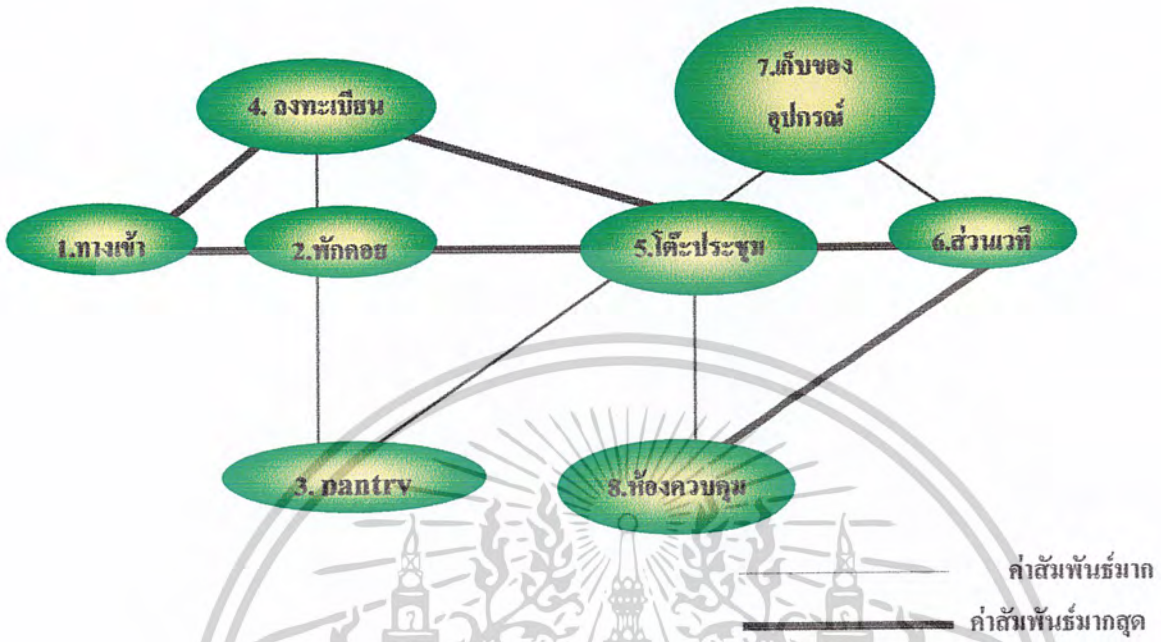 7.เก็บของ
อุปกรณ์
4. ลงทะเบียน
1.ทางเข้า
2.พักคอย
5.โต๊ะประชุม
6.ส่วนเวที
3. pantry
8.ห้องควบคุม
ค่าสัมพันธ์มาก
ค่าสัมพันธ์มากสุด